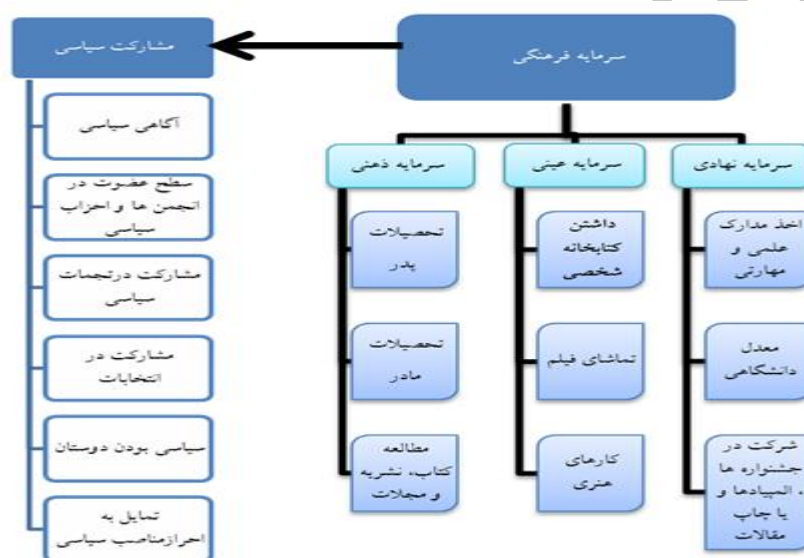 سرمایه فرهنگی
مشارکت سیاسی
سرمایه نهادی
سرمایه عینی
سرمایه ذهنی
اخذ مدارک
علمی و
مهارتی
معدل
دانشگاهی
شرکت در
جشنواره ها
، المپیادها و
یا چاپ
مقالات
داشتن
کتابخانه
شخصی
تماشای فیلم
کارهای
هنری
تحصیلات
پدر
تحصیلات
مادر
مطالعه
کتاب، نشریه
و مجلات
آگاهی سیاسی
سطح عضوت در
انجمن ها و احزاب
سیاسی
مشارکت درتجمات
سیاسی
مشارکت در
انتخابات
سیاسی بودن دوستان
تمایل به
احرازمناصب سیاسی